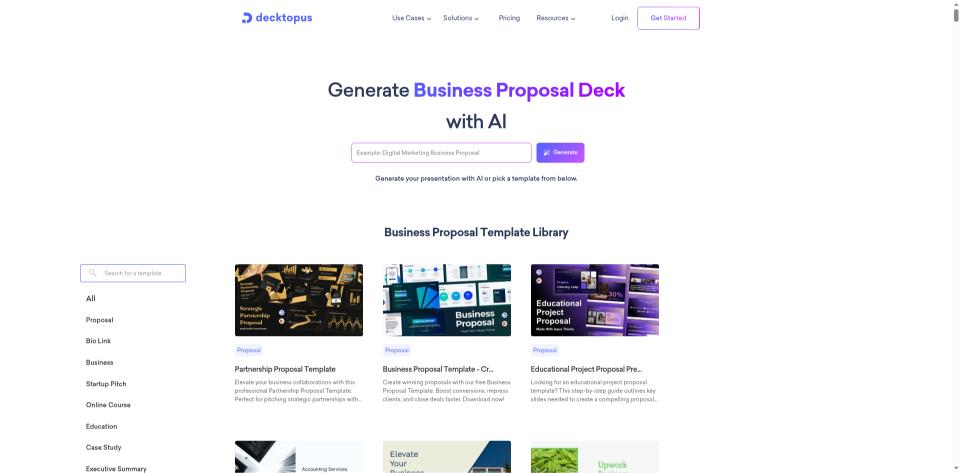 decktopus
Use Cases
Solutions
Pricing
Resources
Login
Get Started
Generate Business Proposal Deck
with AI
Example: Digital Marketing Business Proposal
Generate
Generate your presentation with AI or pick a template from below.
Business Proposal Template Library
Search for a template
All
Proposal
Bio Link
Business
Startup Pitch
Online Course
Education
Case Study
Executive Summary
Strategic
Partnership
Proposal
Proposal
Partnership Proposal Template
Elevate your business collaborations with this
professional Partnership Proposal Template.
Perfect for pitching strategic partnerships with...
Business
Proposal
Proposal
Business Proposal Template - Cr...
Create winning proposals with our free Business
Proposal Template. Boost conversions, impress
clients, and close deals faster. Download now!
30%
Educational
Project
Proposal
Proposal
Educational Project Proposal Pre...
Looking for an educational project proposal
template? This step-by-step guide outlines key
slides needed to create a compelling proposal...
Accounting Services
Elevate
Your
Business
Upwork